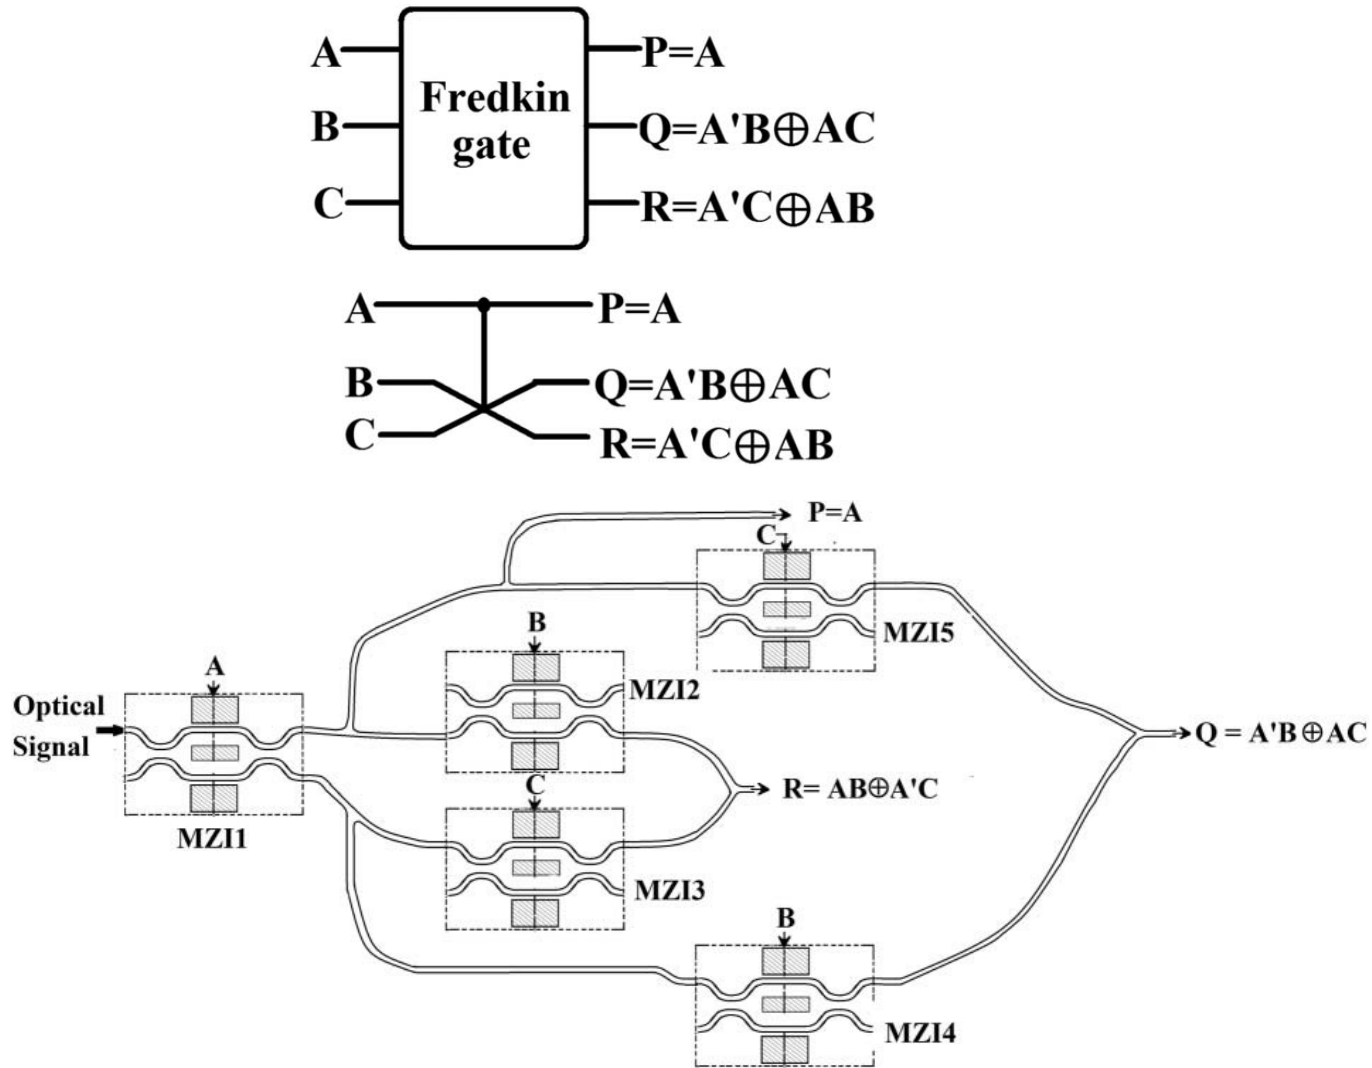 A
P=A
Fredkin
gate
B
Q=A'B⊕AC
C
R=A'C⊕AB
A
P=A
B
Q=A'B⊕AC
C
R=A'C⊕AB
P=A
C
MZI5
B
MZI2
A
Optical
Signal
MZI1
Q = A'B⊕AC
R= AB⊕A'C
C
MZI3
B
MZI4